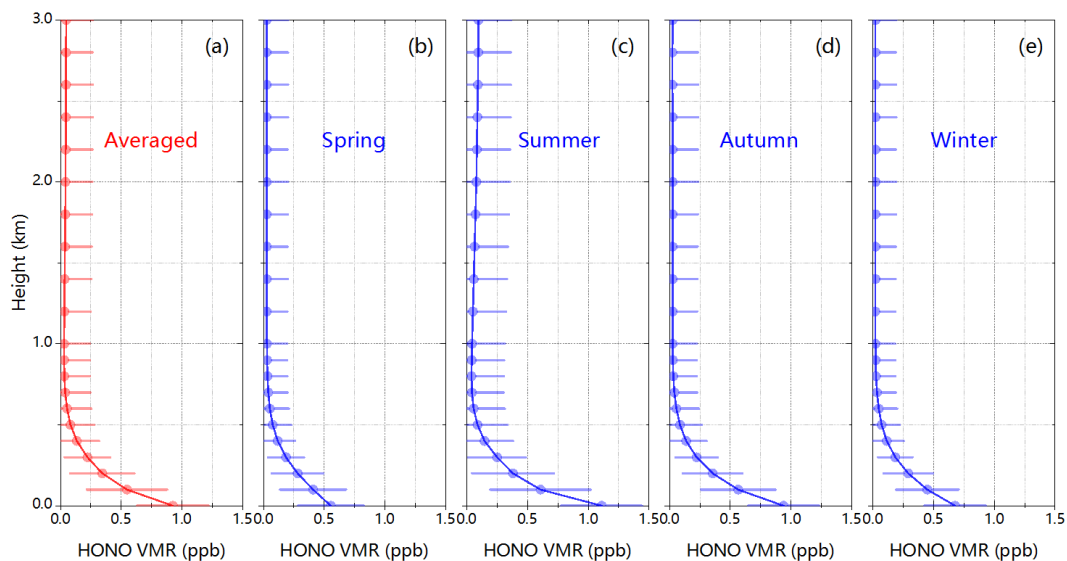 3.0
(a)
(b)
(c)
(d)
(e)
Averaged
Spring
Summer
Autumn
Winter
2.0
Height (km)
1.0
0.0
0.0 0.5 1.0 1.5
0.0 0.5 1.0 1.5
0.0 0.5 1.0 1.5
0.0 0.5 1.0 1.5
0.0 0.5 1.0 1.5
HONO VMR (ppb)
HONO VMR (ppb)
HONO VMR (ppb)
HONO VMR (ppb)
HONO VMR (ppb)